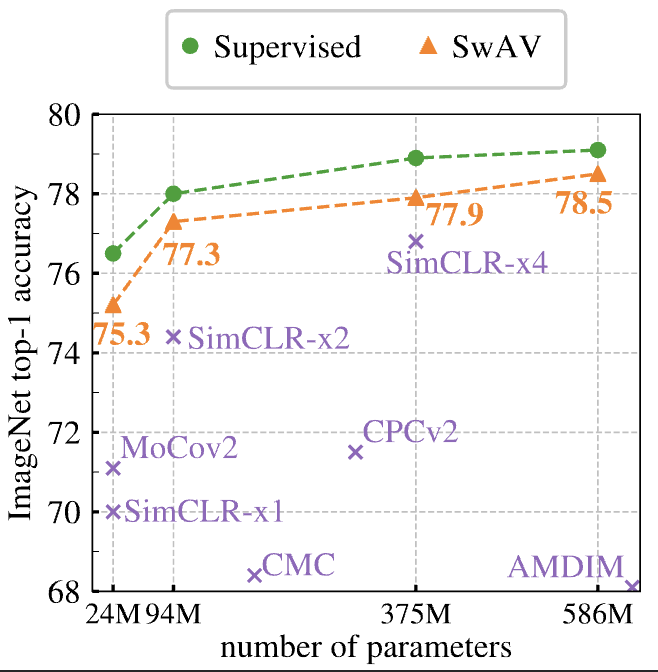 Supervised
SwAV
80
78
76
74
72
70
68
ImageNet top-1 accuracy
75.3
77.3
77.9
78.5
SimCLR-x4
SimCLR-x2
CPCv2
MoCov2
SimCLR-x1
CMC
AMDIM
24M 94M 375M 586M
number of parameters